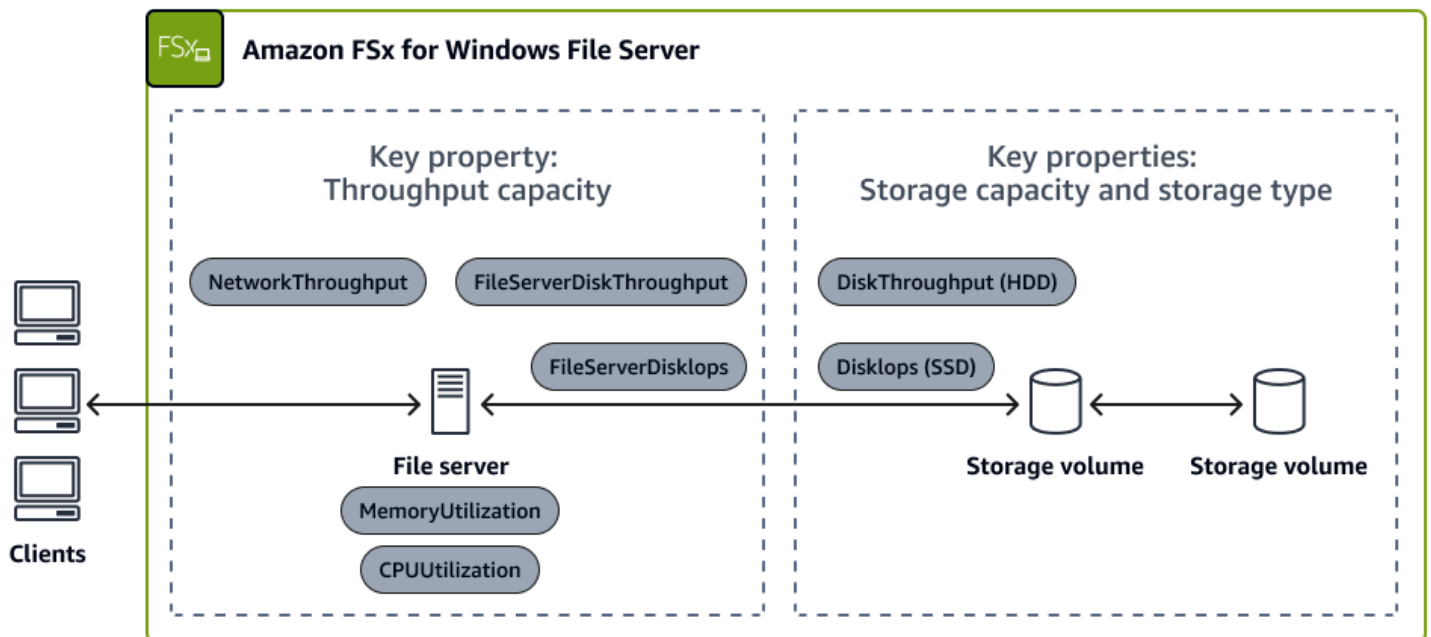 FSx
Amazon FSx for Windows File Server
Key property:
Throughput capacity
Key properties:
Storage capacity and storage type
NetworkThroughput
FileServerDiskThroughput
DiskThroughput (HDD)
FileServerDiskIops
DiskIops (SSD)
File server
Storage volume
Storage volume
MemoryUtilization
CPUUtilization
Clients